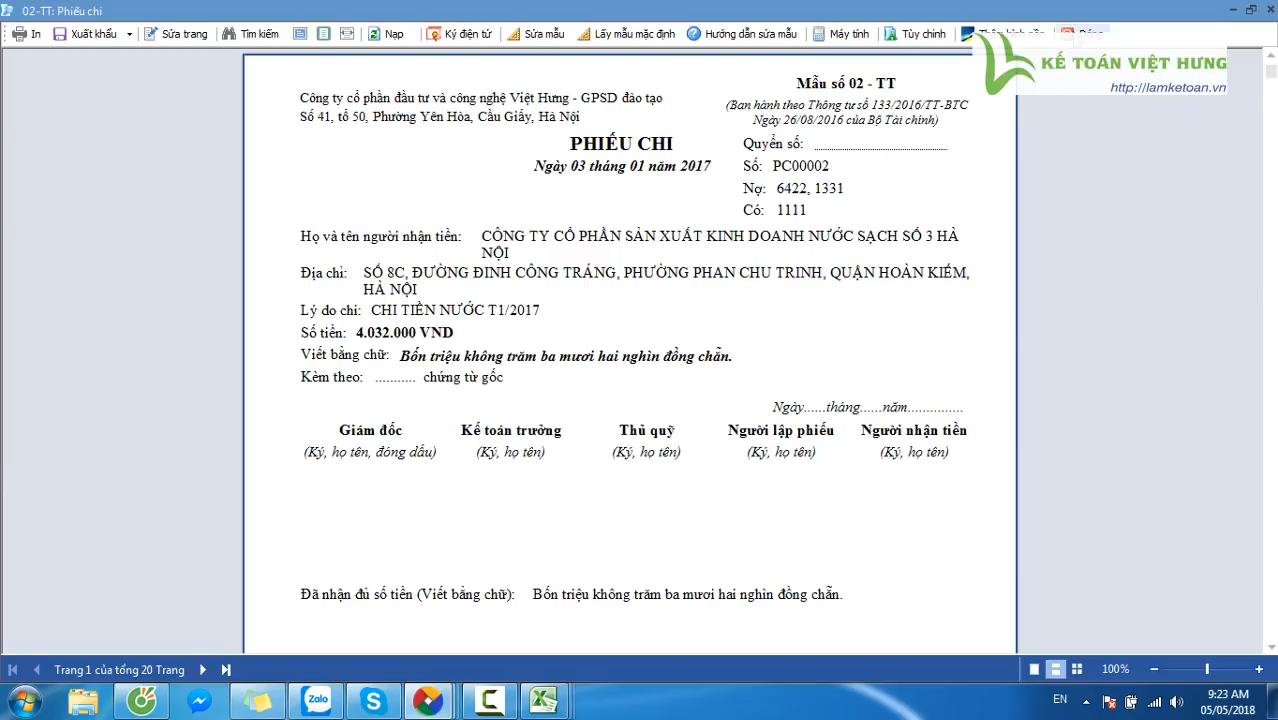 02-TT: Phiếu chi
In Xuất khẩu Sửa trang Tìm kiếm Nạp Ký điện tử Sửa mẫu Lấy mẫu mặc định Hướng dẫn sửa mẫu Máy tính Tùy chỉnh
KẾ TOÁN VIỆT HƯNG
http://lamketoan.vn
Mẫu số 02 - TT
Công ty cổ phần đầu tư và công nghệ Việt Hưng - GPSD đào tạo
(Ban hành theo Thông tư số 133/2016/TT-BTC
Số 41, tổ 50, Phường Yên Hòa, Cầu Giấy, Hà Nội
Ngày 26/08/2016 của Bộ Tài chính)
PHIẾU CHI
Quyển số: ........................................
Ngày 03 tháng 01 năm 2017
Số: PC00002
Nợ: 6422, 1331
Có: 1111
Họ và tên người nhận tiền: CÔNG TY CỔ PHẦN SẢN XUẤT KINH DOANH NƯỚC SẠCH SỐ 3 HÀ
NỘI
Địa chỉ: SỐ 8C, ĐƯỜNG ĐINH CÔNG TRÁNG, PHƯỜNG PHAN CHU TRINH, QUẬN HOÀN KIẾM,
HÀ NỘI
Lý do chi: CHI TIỀN NƯỚC T1/2017
Số tiền: 4.032.000 VND
Viết bằng chữ: Bốn triệu không trăm ba mươi hai nghìn đồng chẵn.
Kèm theo: ........... chứng từ gốc
Ngày......tháng......năm...............
Giám đốc Kế toán trưởng Thủ quỹ Người lập phiếu Người nhận tiền
(Ký, họ tên, đóng dấu) (Ký, họ tên) (Ký, họ tên) (Ký, họ tên) (Ký, họ tên)
Đã nhận đủ số tiền (Viết bằng chữ): Bốn triệu không trăm ba mươi hai nghìn đồng chẵn.
Trang 1 của tổng 20 Trang 100%
Zalo
EN
9:23 AM
05/05/2018